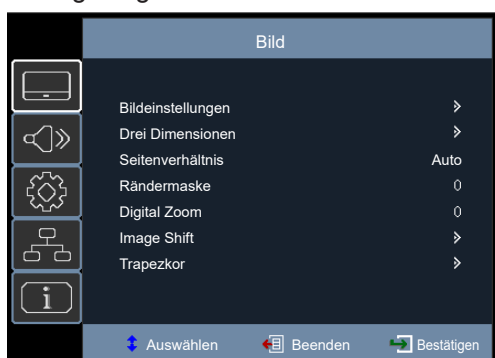 Bild
Bildeinstellungen
Drei Dimensionen
Seitenverhältnis Auto
Rändermaske 0
Digital Zoom 0
Image Shift
Trapezkor
i
Auswählen Beenden Bestätigen